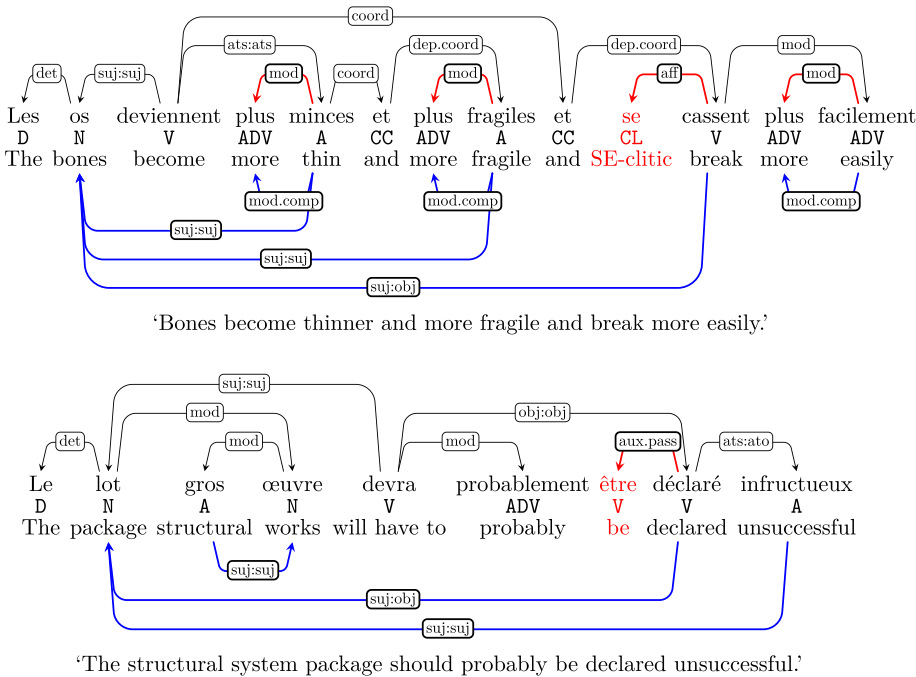 coord
ats:ats dep.coord dep.coord mod
det suj:suj mod coord mod aff mod
Les os deviennent plus minces et plus fragiles et se cassent plus facilement
D N V ADV A CC ADV A CC CL V ADV ADV
The bones become more thin and more fragile and SE-clitic break more easily
mod.comp mod.comp mod.comp
suj:suj
suj:suj
suj:obj
‘Bones become thinner and more fragile and break more easily.’
suj:suj
mod obj:obj
det mod mod aux.pass ats:ato
Le lot gros œuvre devra probablement être déclaré infructueux
D N A N V ADV V V A
The package structural works will have to probably be declared unsuccessful
suj:suj
suj:obj
suj:suj
‘The structural system package should probably be declared unsuccessful.’